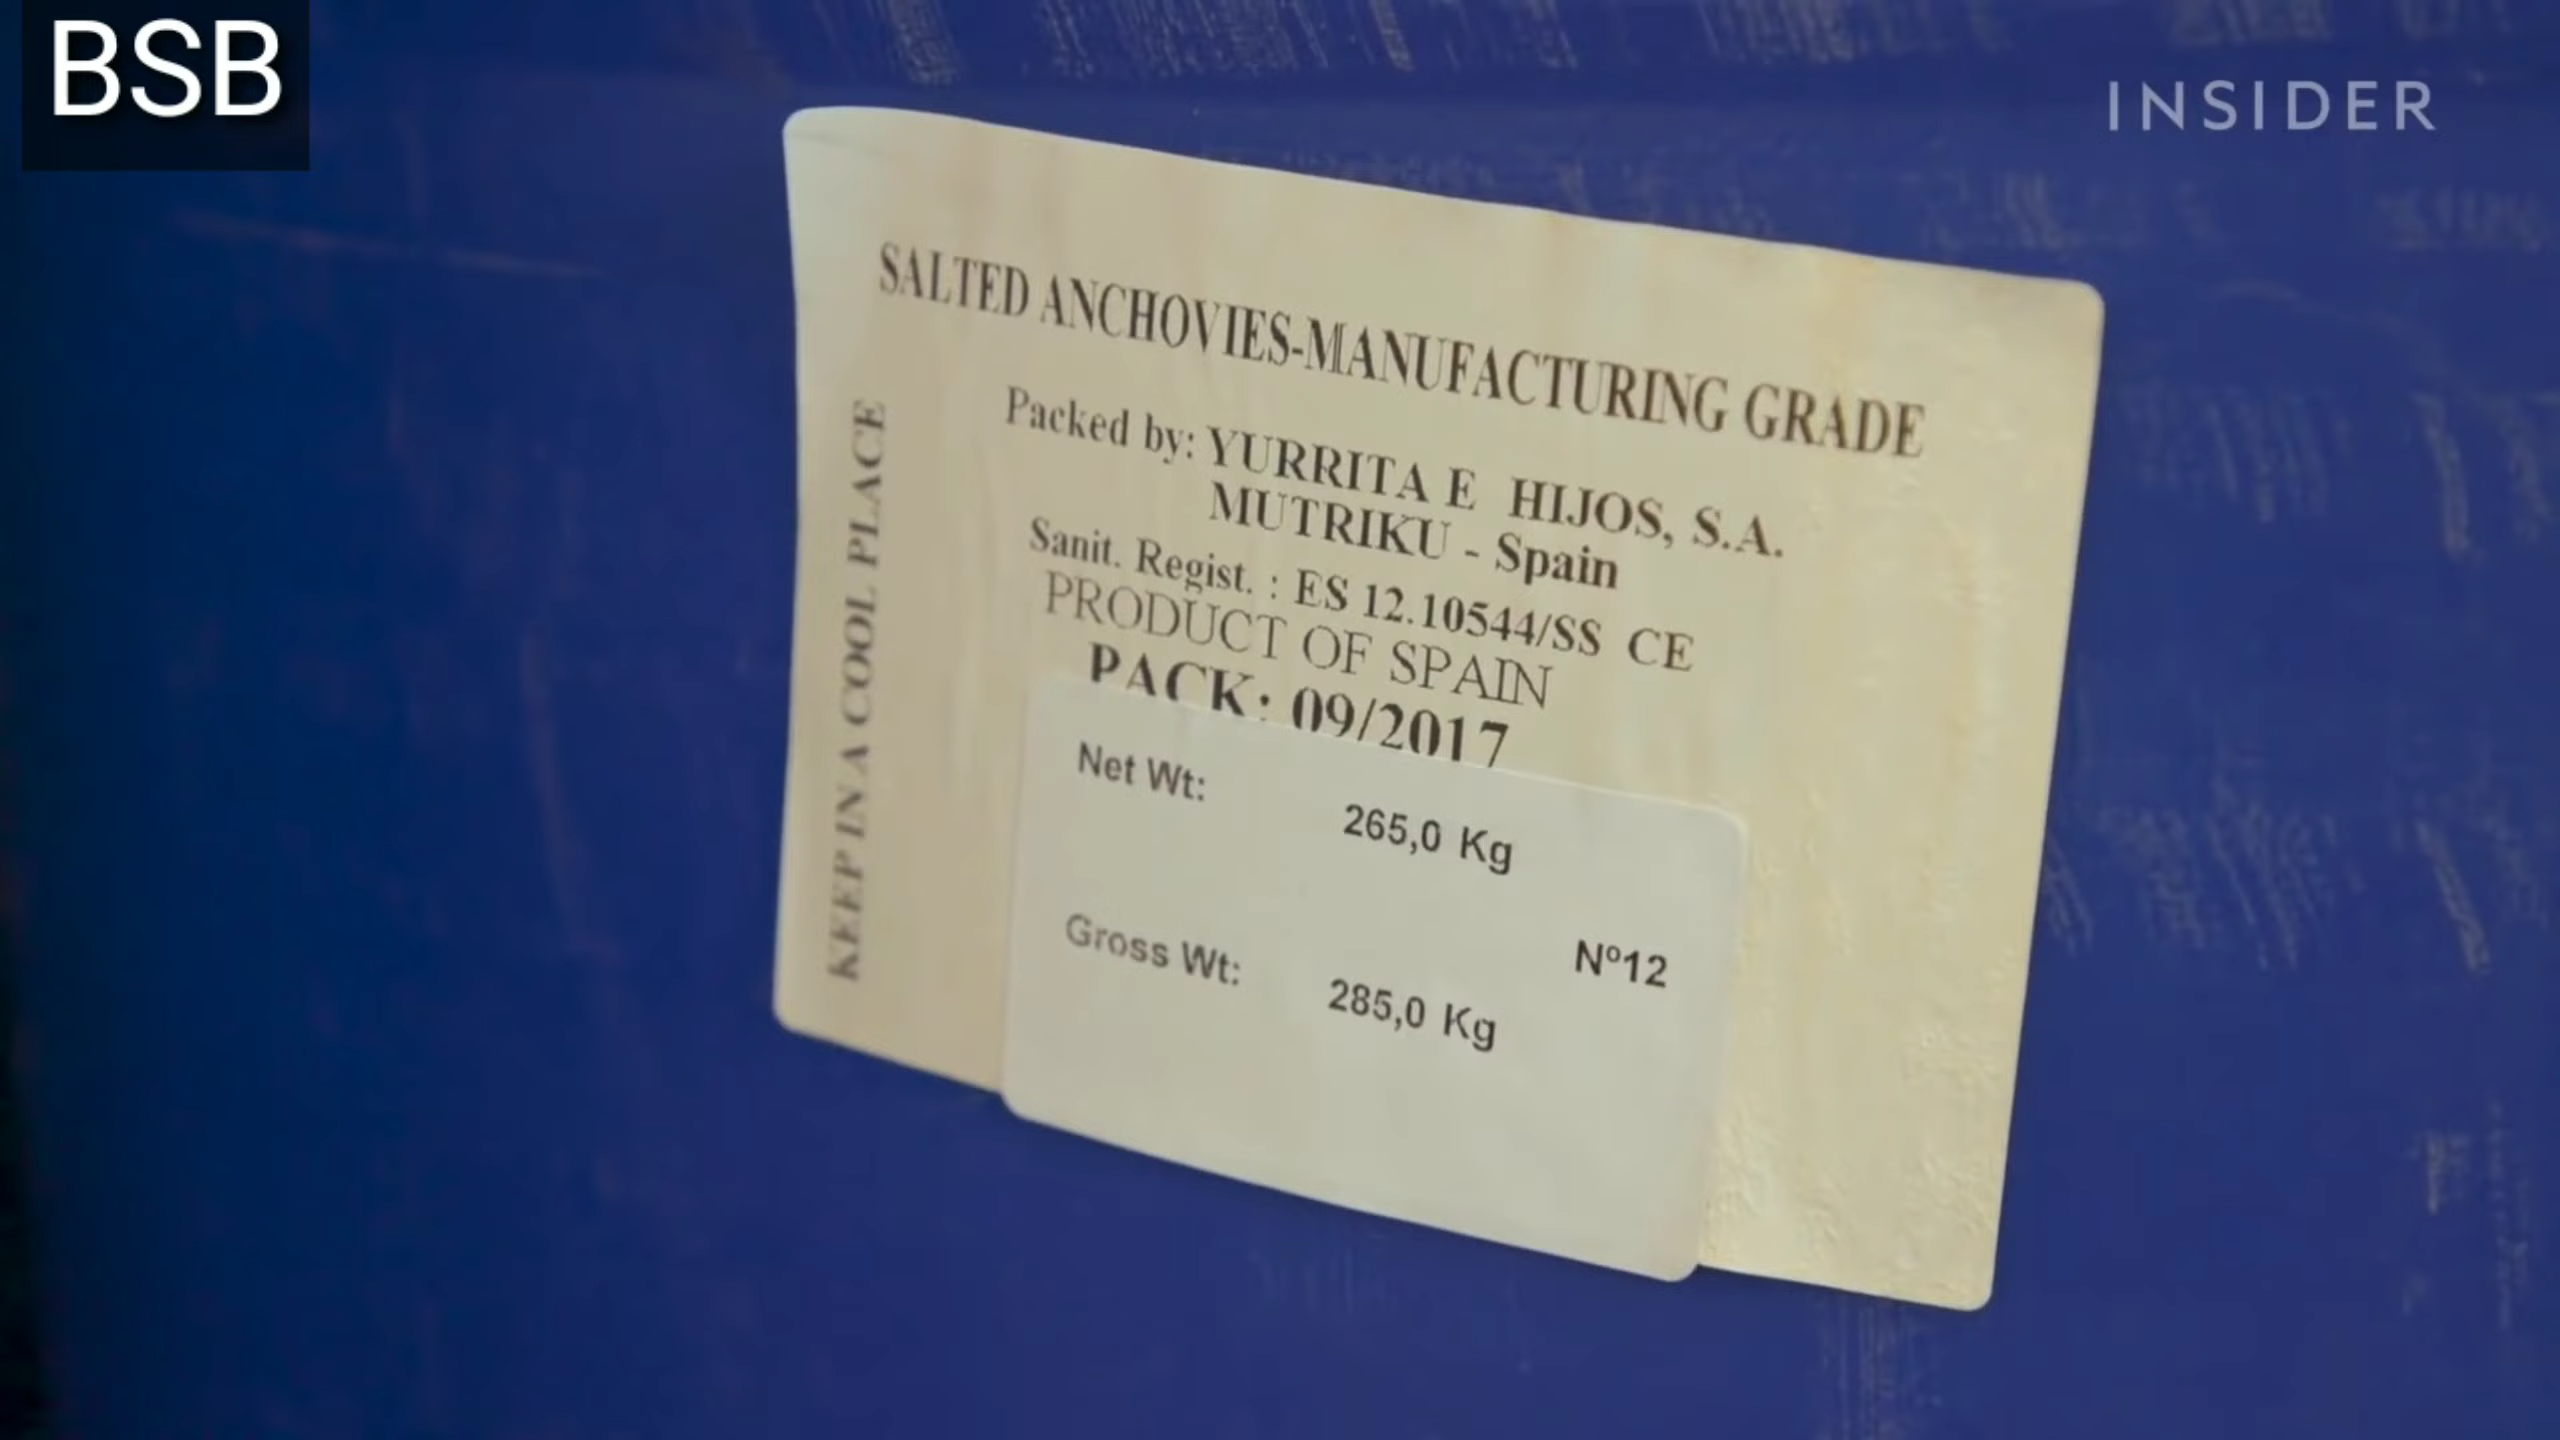 BSB
INSIDER
SALTED ANCHOVIES-MANUFACTURING GRADE
Packed by: YURRITA E HIJOS, S.A.
MUTRIKU - Spain
Sanit. Regist. : ES 12.10544/SS CE
PRODUCT OF SPAIN
PACK: 09/2017
KEEP IN A COOL PLACE
Net Wt: 265,0 Kg
Nº12
Gross Wt: 285,0 Kg